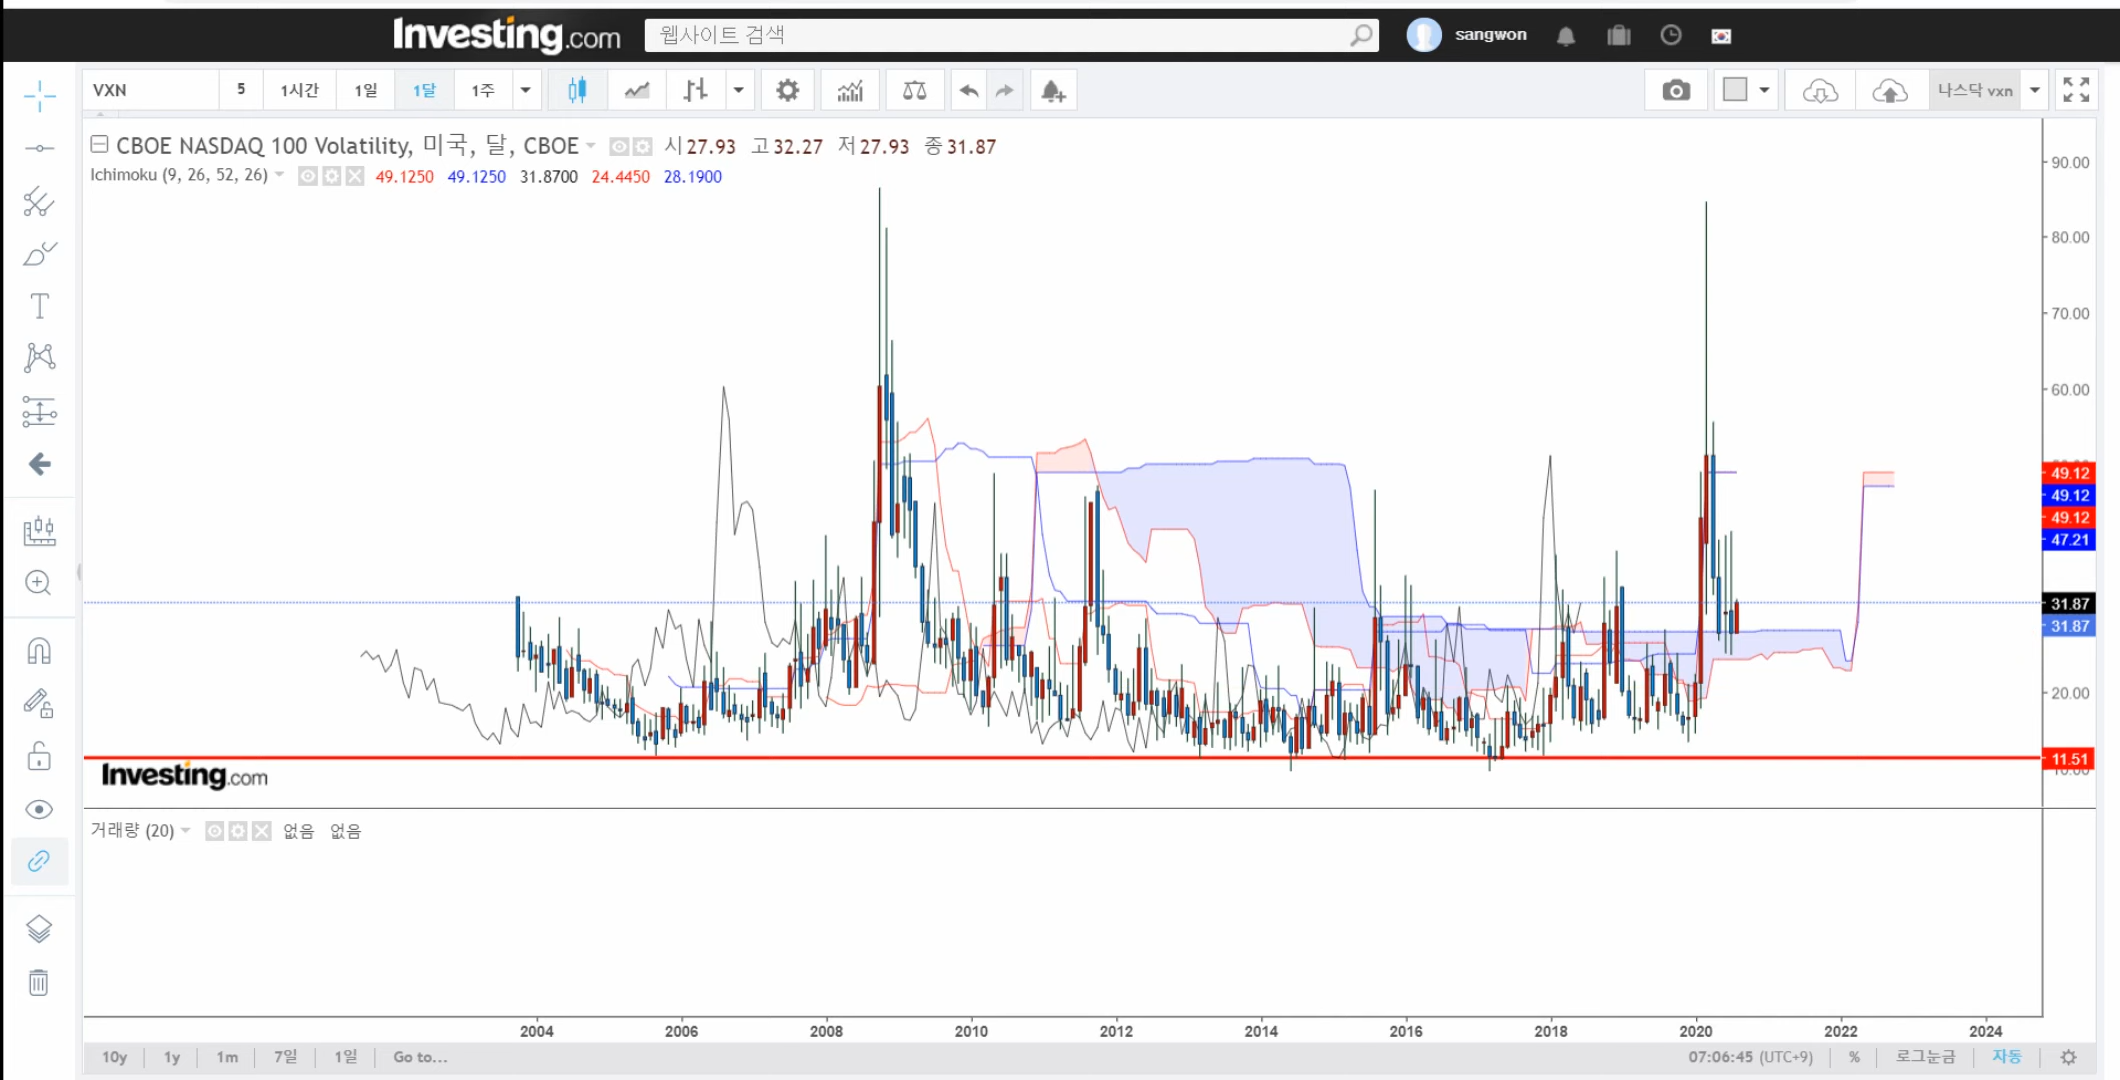 Investing.com 웹사이트 검색 sangwon
VXN 5 1시간 1일 1달 1주 나스닥 vxn
CBOE NASDAQ 100 Volatility, 미국, 달, CBOE 시 27.93 고 32.27 저 27.93 종 31.87
Ichimoku (9, 26, 52, 26) 49.1250 49.1250 31.8700 24.4450 28.1900
90.00
80.00
70.00
60.00
49.12
49.12
49.12
47.21
31.87
31.87
20.00
11.51
10.00
Investing.com
거래량 (20) 없음 없음
2004 2006 2008 2010 2012 2014 2016 2018 2020 2022 2024
10y 1y 1m 7일 1일 Go to... 07:06:45 (UTC+9) % 로그눈금 자동